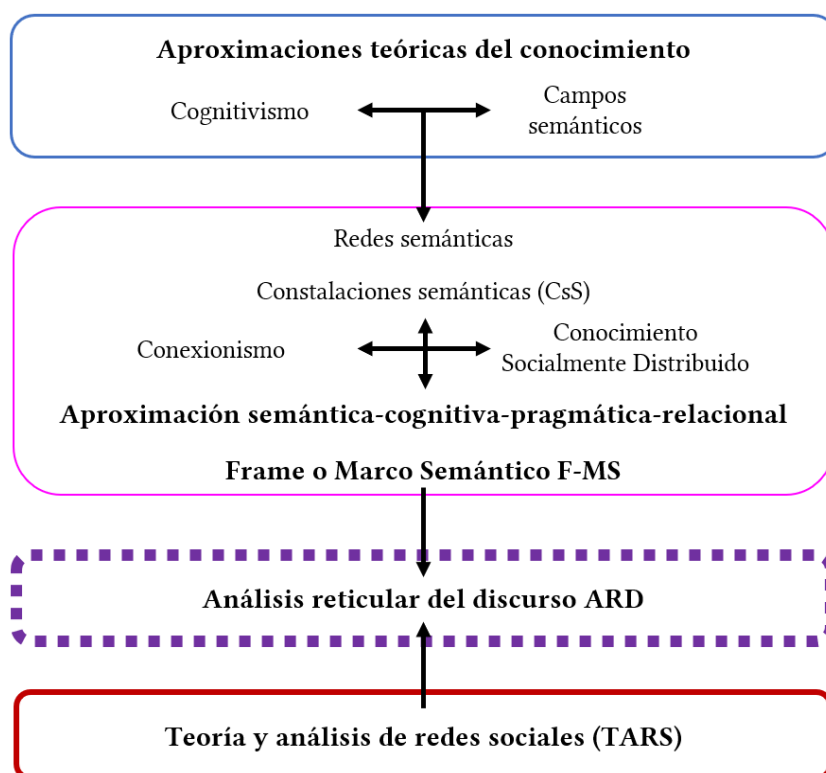 Aproximaciones teóricas del conocimiento
Cognitivismo
Campos
semánticos
Redes semánticas
Constalaciones semánticas (CsS)
Conexionismo
Conocimiento
Socialmente Distribuido
Aproximación semántica-cognitiva-pragmática-relacional
Frame o Marco Semántico F-MS
Análisis reticular del discurso ARD
Teoría y análisis de redes sociales (TARS)